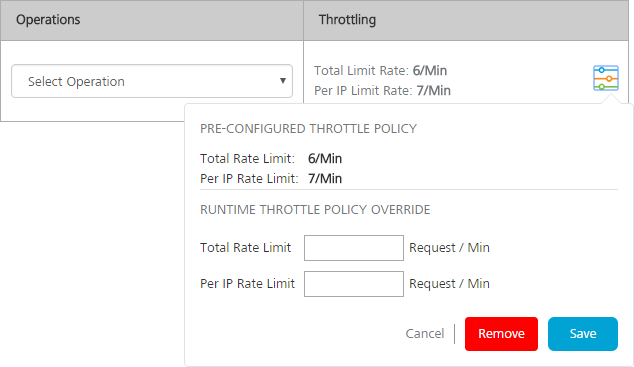 Operations Throttling
Select Operation
Total Limit Rate: 6/Min
Per IP Limit Rate: 7/Min
PRE-CONFIGURED THROTTLE POLICY
Total Rate Limit: 6/Min
Per IP Rate Limit: 7/Min
RUNTIME THROTTLE POLICY OVERRIDE
Total Rate Limit Request / Min
Per IP Rate Limit Request / Min
Cancel Remove Save